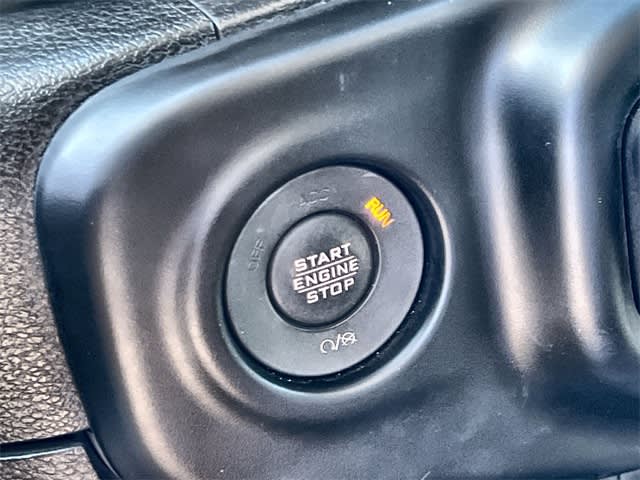 OFF
ACC
RUN
START
ENGINE
STOP